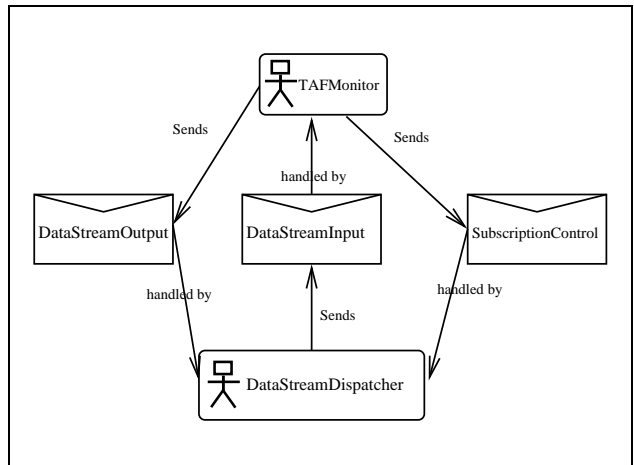 TAFMonitor
Sends
Sends
handled by
DataStreamOutput
DataStreamInput
SubscriptionControl
handled by
handled by
Sends
DataStreamDispatcher